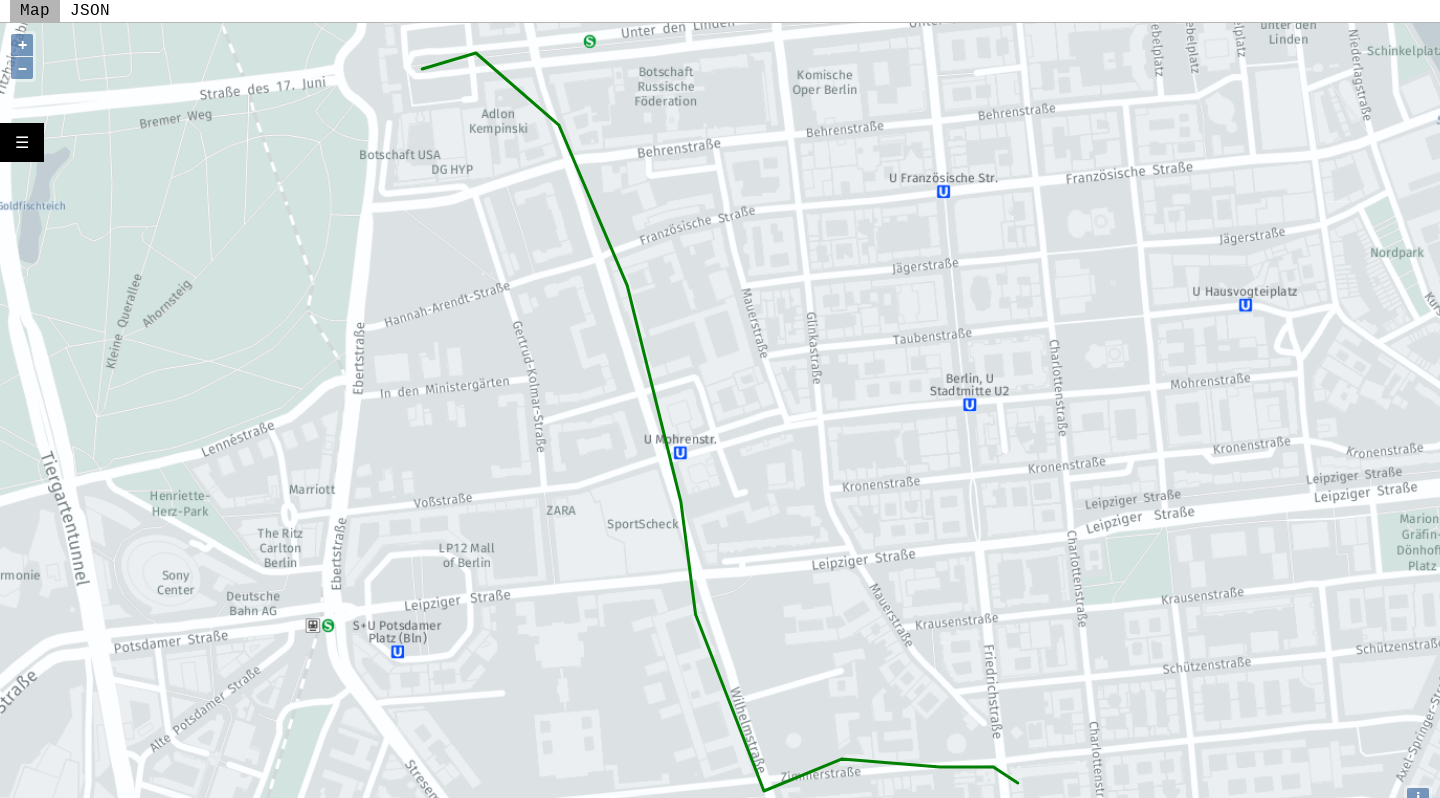 Map JSON
+
−
☰
Unter den Linden
Straße des 17. Juni
Bremer Weg
Adlon
Kempinski
Botschaft
Russische
Föderation
Komische
Oper Berlin
unter den
Linden
Schinkelplatz
Niederlagstraße
Botschaft USA
DG HYP
Behrenstraße
Behrenstraße
Behrenstraße
U Französische Str.
Französische Straße
Französische Straße
Goldfischteich
Kleine Querallee
Ahornsteig
Ebertstraße
Hannah-Arendt-Straße
Gertrud-Kolmar-Straße
Mauerstraße
Glinkastraße
Jägerstraße
Jägerstraße
Nordpark
U Hausvogteiplatz
Taubenstraße
Charlottenstraße
In den Ministergärten
Berlin, U
Stadtmitte U2
Mohrenstraße
Lennéstraße
U Mohrenstr.
Kronenstraße
Kronenstraße
Kronenstraße
Kronenstraße
Tiergartentunnel
Henriette-
Herz-Park
Marriott
Voßstraße
ZARA
SportScheck
Leipziger Straße
Leipziger Straße
Leipziger Straße
Leipziger Straße
The Ritz
Carlton
Berlin
LP12 Mall
of Berlin
Ebertstraße
Leipziger Straße
Marion-
Gräfin-
Dönhoff-
Platz
Sony
Center
Deutsche
Bahn AG
Leipziger Straße
Mauerstraße
Charlottenstraße
Krausenstraße
Krausenstraße
Potsdamer Straße
S+U Potsdamer
Platz (Bln)
Friedrichstraße
Schützenstraße
Schützenstraße
Alte Potsdamer Straße
Wilhelmstraße
Zimmerstraße
i